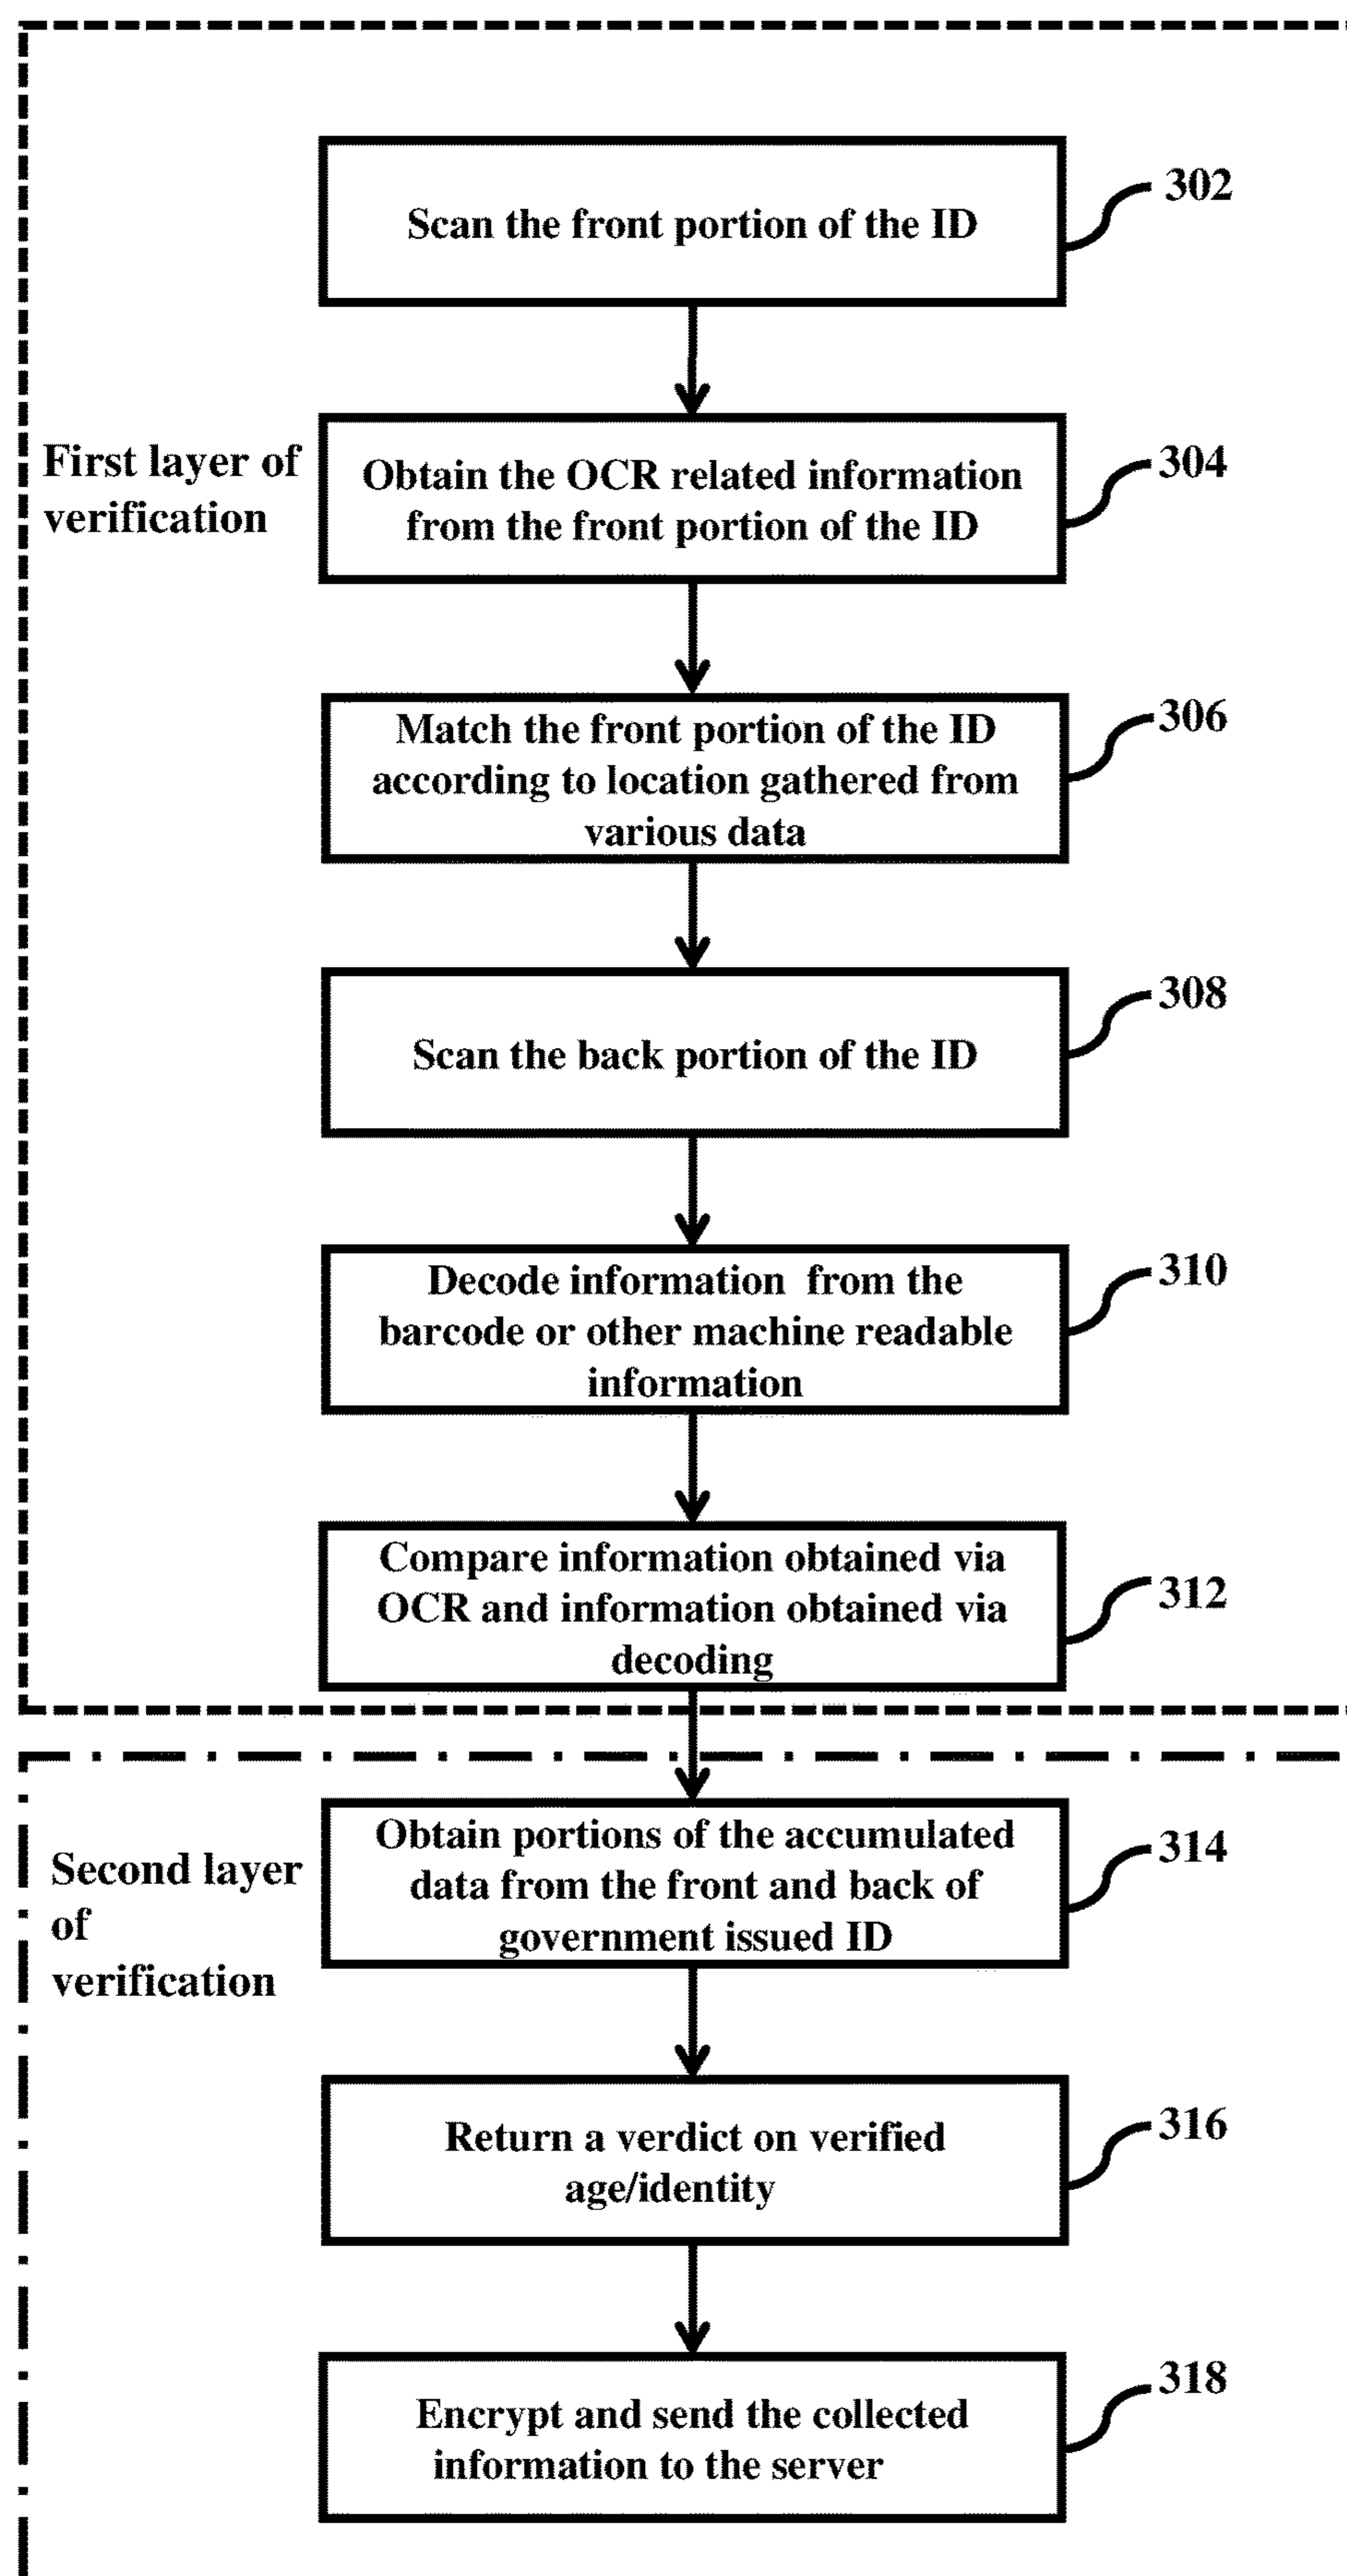 Scan the front portion of the ID
302
First layer of
verification
Obtain the OCR related information
from the front portion of the ID
304
Match the front portion of the ID
according to location gathered from
various data
306
Scan the back portion of the ID
308
Decode information  from the
barcode or other machine readable
information
310
Compare information obtained via
OCR and information obtained via
decoding
312
Second layer
of
verification
Obtain portions of the accumulated
data from the front and back of
government issued ID
314
Return a verdict on verified
age/identity
316
Encrypt and send the collected
information to the server
318